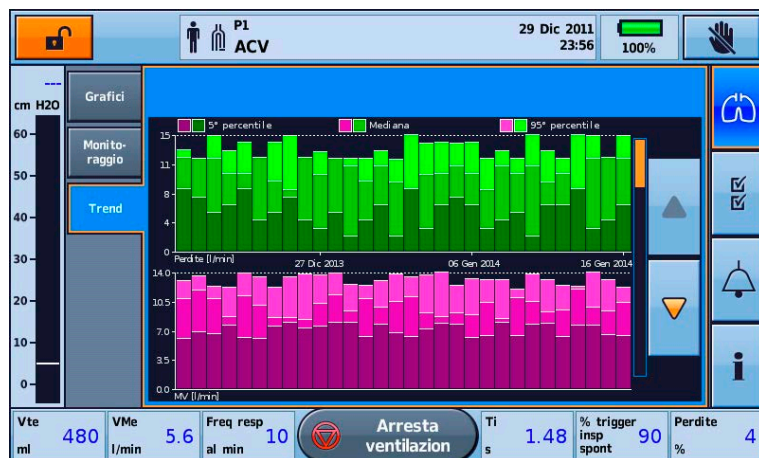 P1
ACV
29 Dic 2011
23:56
100%
---
cm H2O
60
50
40
30
20
10
0
Grafici
Monito-
raggio
Trend
5° percentile
Mediana
95° percentile
15
11
8
4
0
Perdite [l/min]
27 Dic 2013
06 Gen 2014
16 Gen 2014
14.0
10.5
7.0
3.5
0.0
MV [l/min]
Vte
ml
480
VMe
l/min
5.6
Freq resp
al min
10
Arresta
ventilazion
Ti
s
1.48
% trigger
insp
spont
90
Perdite
%
4